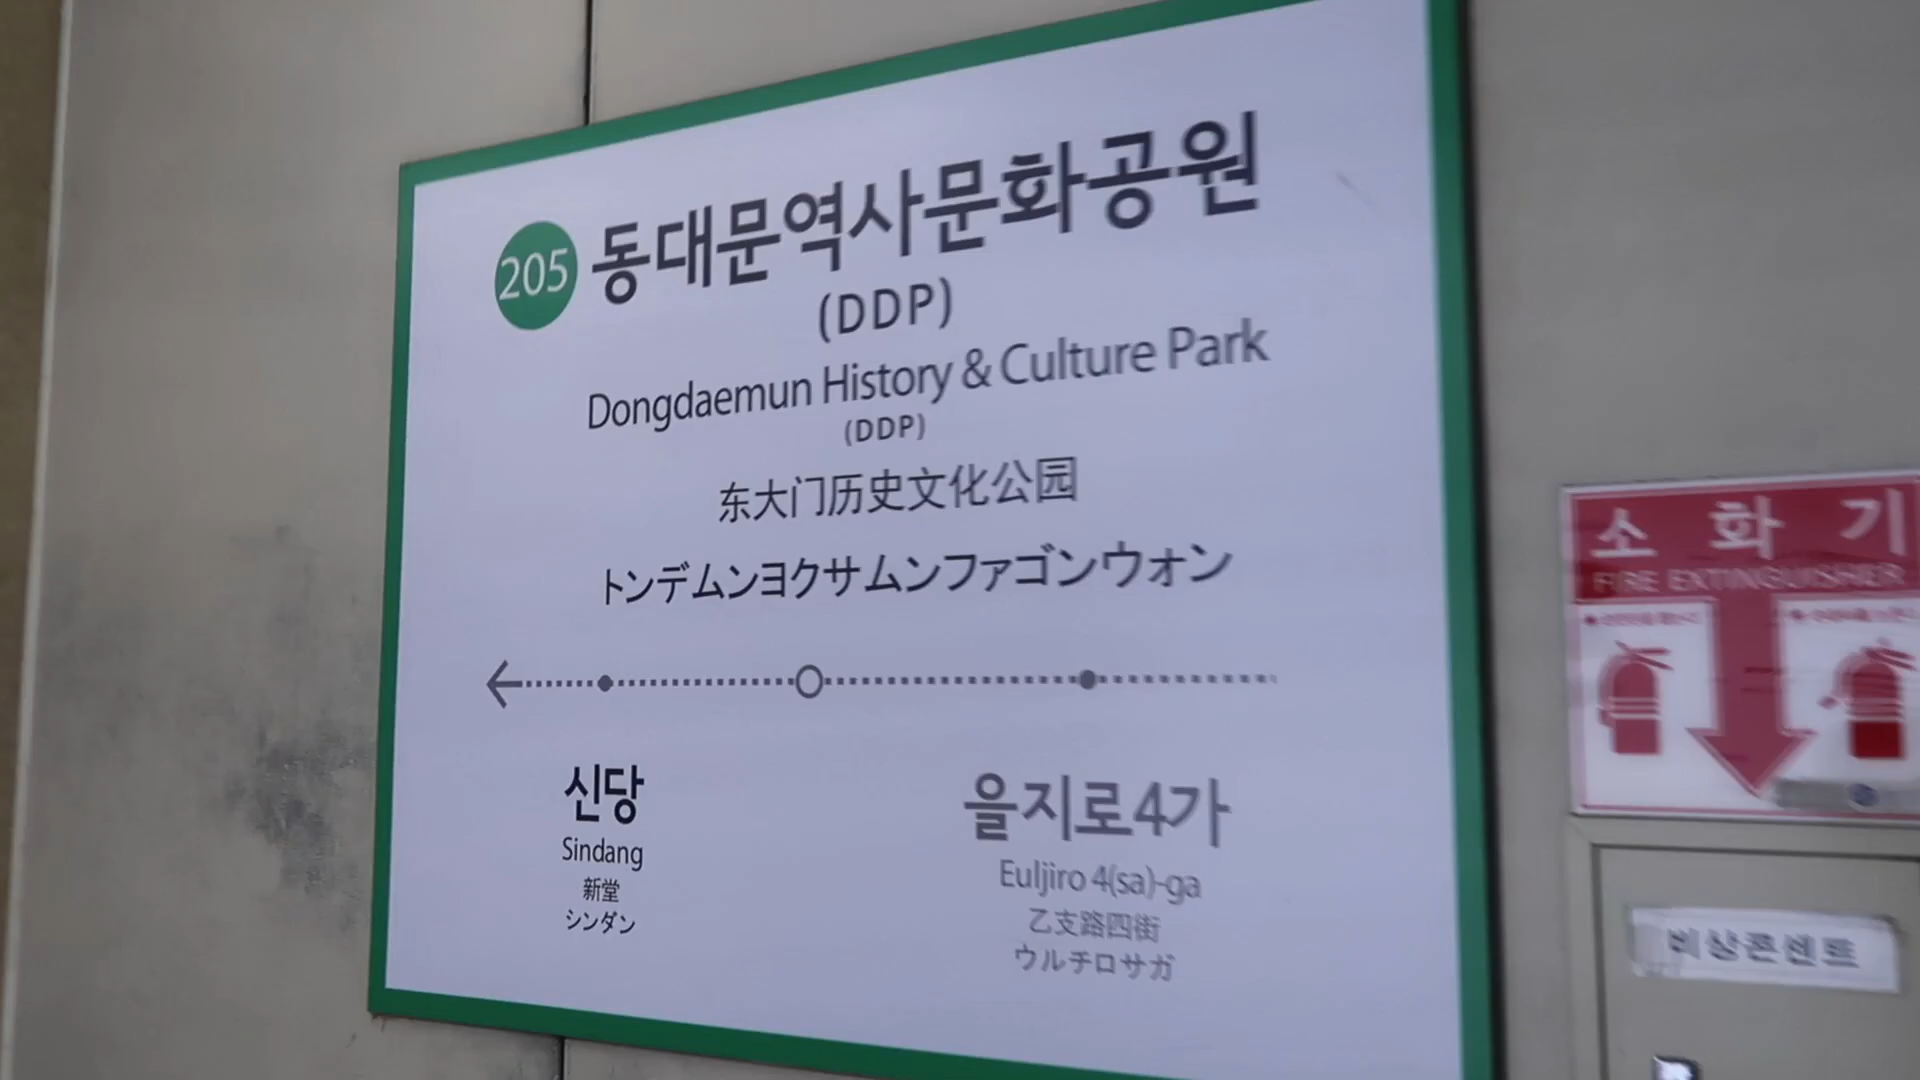 205 동대문역사문화공원
(DDP)
Dongdaemun History & Culture Park
(DDP)
东大门历史文化公园
トンデムンヨクサムンファゴンウォン
신당
Sindang
新堂
シンダン
을지로4가
Euljiro 4(sa)-ga
乙支路四街
ウルチロサガ
소화기
FIRE EXTINGUISHER
비상콘센트